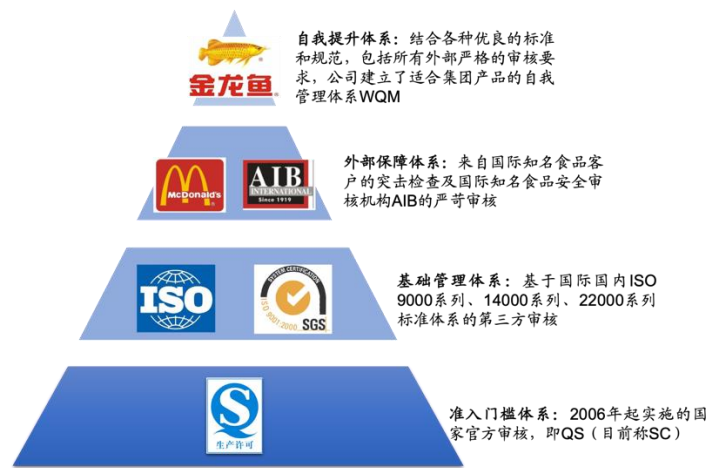 自我提升体系：结合各种优良的标准
和规范，包括所有外部严格的审核要
求，公司建立了适合集团产品的自我
管理体系WQM
金龙鱼
外部保障体系：来自国际知名食品客
户的突击检查及国际知名食品安全审
核机构AIB的严苛审核
McDonald's
AIB
INTERNATIONAL
Since 1919
基础管理体系：基于国际国内ISO
9000系列、14000系列、22000系列
标准体系的第三方审核
ISO
SYSTEM CERTIFICATION
ISO 9001:2000
SGS
准入门槛体系：2006年起实施的国
家官方审核，即QS（目前称SC）
QS
生产许可